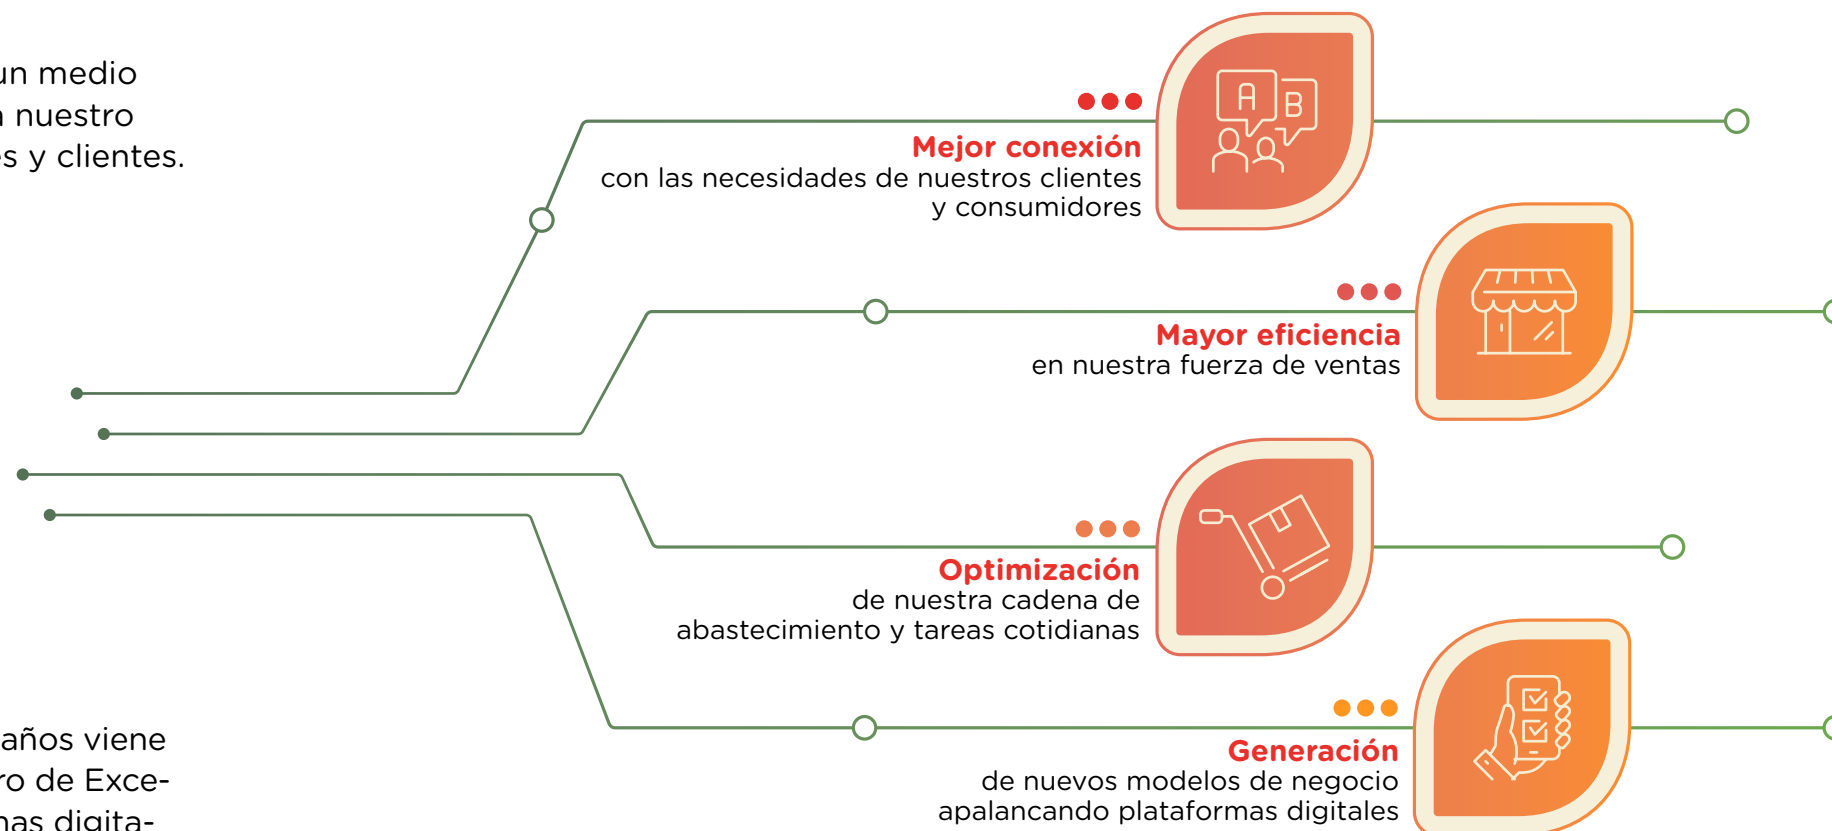 un medio
nuestro
y clientes.
A
B
Mejor conexión
con las necesidades de nuestros clientes
y consumidores
Mayor eficiencia
en nuestra fuerza de ventas
Optimización
de nuestra cadena de
abastecimiento y tareas cotidianas
Generación
de nuevos modelos de negocio
apalancando plataformas digitales
años viene
ro de Exce-
mas digita-